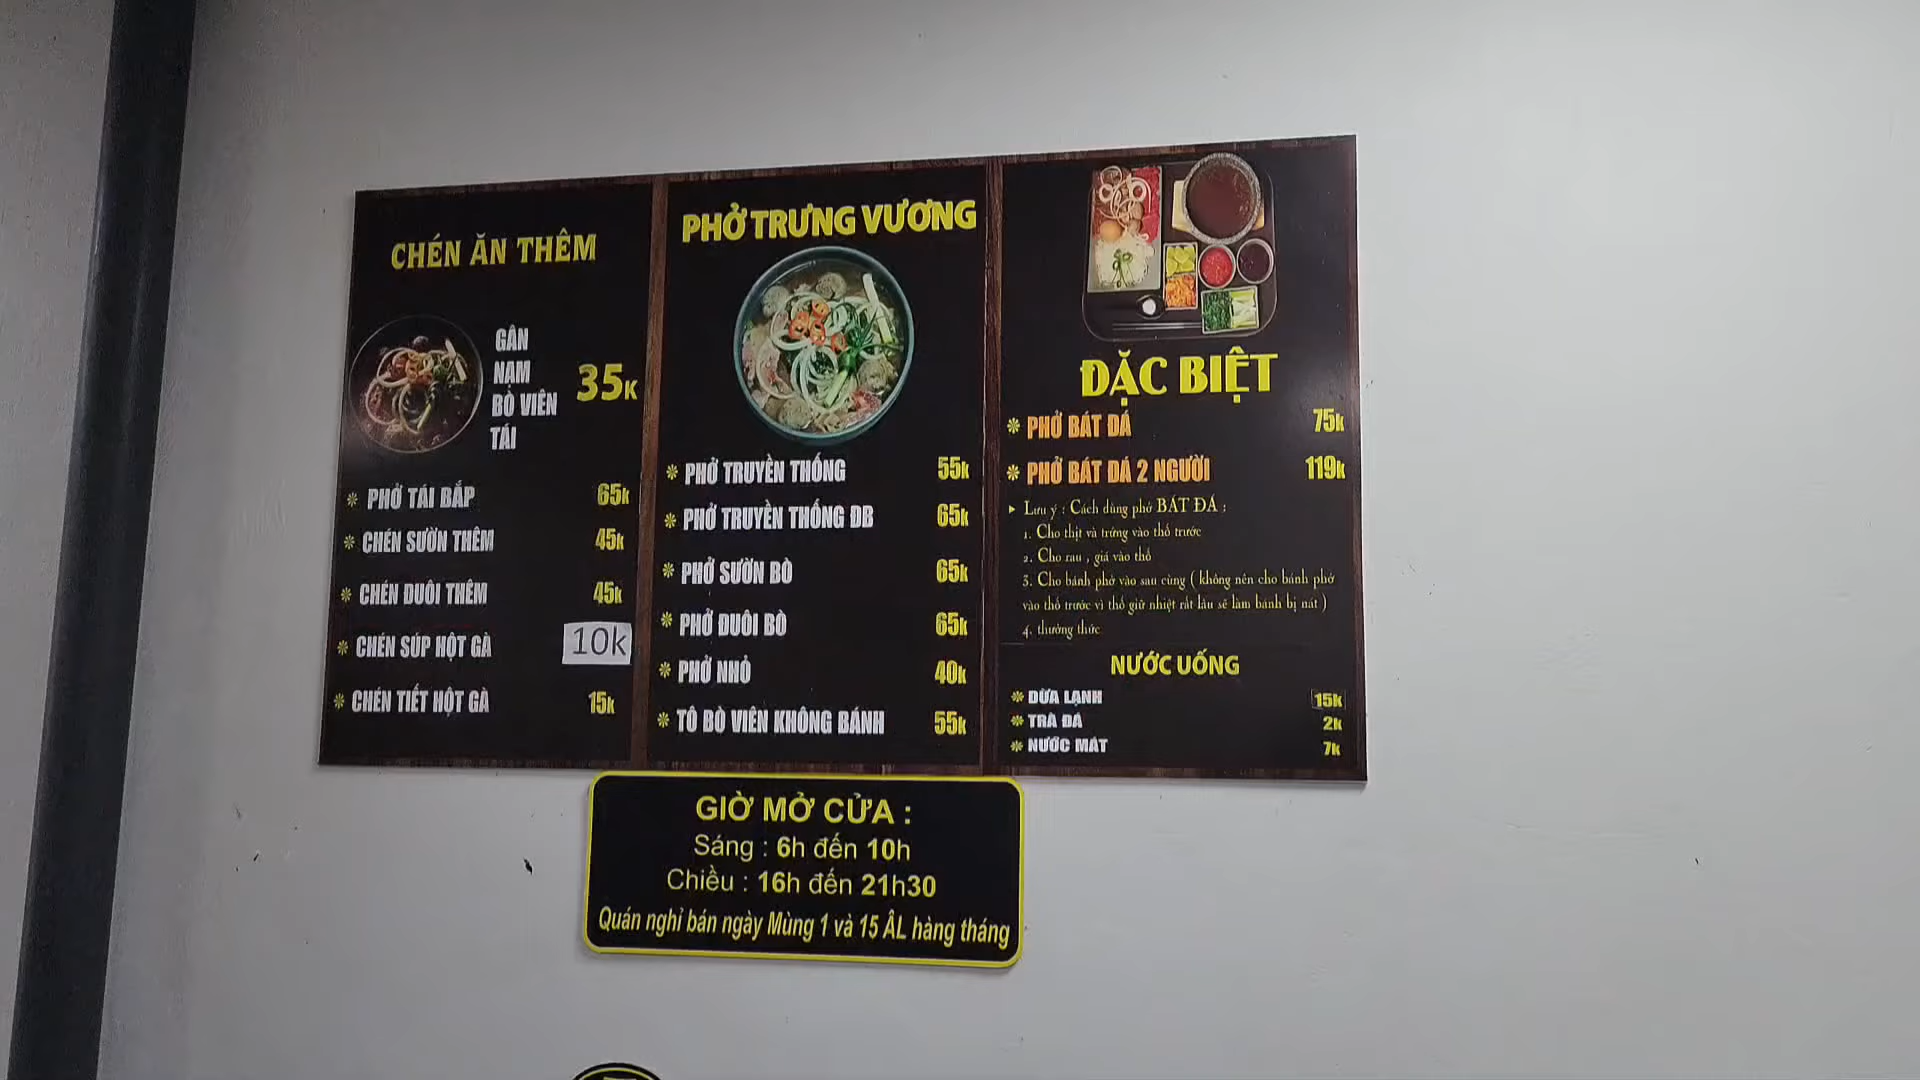 CHÉN ĂN THÊM
GÂN
NẠM
BÒ VIÊN
TÁI
35K
PHỞ TÁI BẮP 65k
CHÉN SƯỜN THÊM 45k
CHÉN ĐUÔI THÊM 45k
CHÉN SÚP HỘT GÀ 10k
CHÉN TIẾT HỘT GÀ 15k
PHỞ TRƯNG VƯƠNG
PHỞ TRUYỀN THỐNG 55k
PHỞ TRUYỀN THỐNG ĐB 65k
PHỞ SƯỜN BÒ 65k
PHỞ ĐUÔI BÒ 65k
PHỞ NHỎ 40k
TÔ BÒ VIÊN KHÔNG BÁNH 55k
ĐẶC BIỆT
PHỞ BÁT ĐÁ 75k
PHỞ BÁT ĐÁ 2 NGƯỜI 119k
Lưu ý : Cách dùng phở BÁT ĐÁ :
1. Cho thịt và trứng vào thố trước
2. Cho rau , giá vào thố
3. Cho bánh phở vào sau cùng ( không nên cho bánh phở
vào thố trước vì thố giữ nhiệt rất lâu sẽ làm bánh bị nát )
4. thưởng thức
NƯỚC UỐNG
DỪA LẠNH 15k
TRÀ ĐÁ 2k
NƯỚC MÁT 7k
GIỜ MỞ CỬA :
Sáng : 6h đến 10h
Chiều : 16h đến 21h30
Quán nghỉ bán ngày Mùng 1 và 15 ÂL hàng tháng